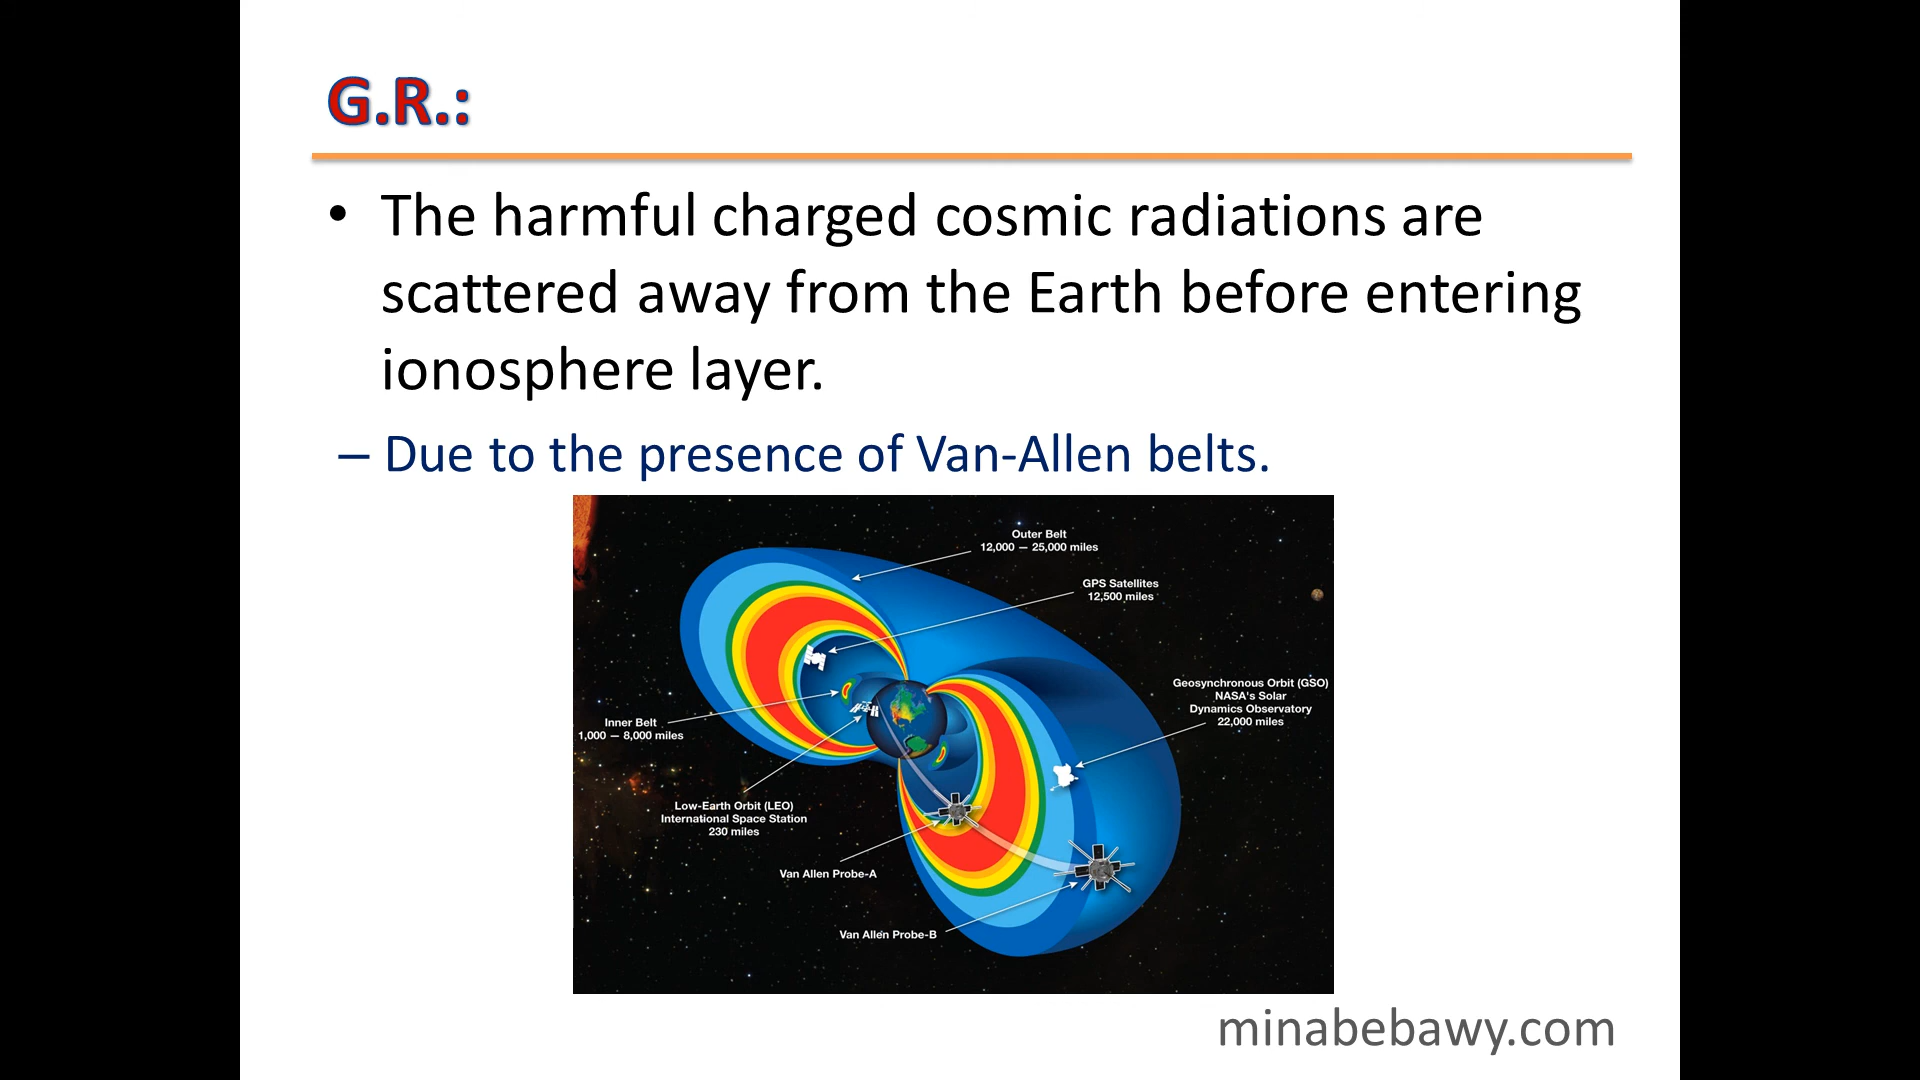 G.R.:
• The harmful charged cosmic radiations are
scattered away from the Earth before entering
ionosphere layer.
– Due to the presence of Van-Allen belts.
Outer Belt
12,000 — 25,000 miles
GPS Satellites
12,500 miles
Geosynchronous Orbit (GSO)
NASA's Solar
Dynamics Observatory
22,000 miles
Inner Belt
1,000 — 8,000 miles
Low-Earth Orbit (LEO)
International Space Station
230 miles
Van Allen Probe-A
Van Allen Probe-B
minabebawy.com